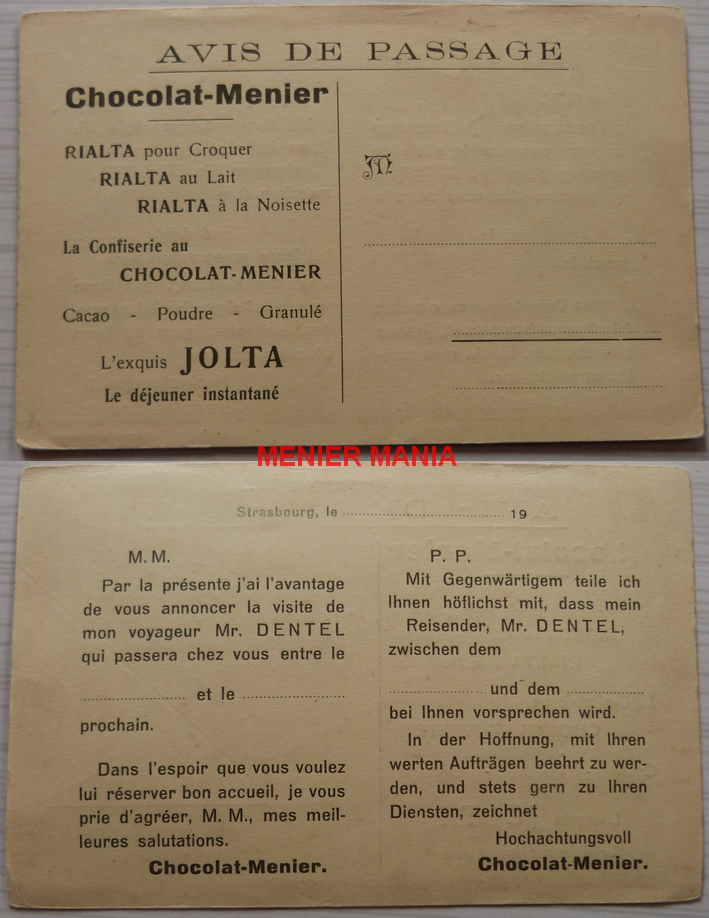 AVIS DE PASSAGE
Chocolat-Menier
RIALTA pour Croquer
RIALTA au Lait
RIALTA à la Noisette
La Confiserie au
CHOCOLAT-MENIER
Cacao - Poudre - Granulé
L'exquis JOLTA
Le déjeuner instantané
M
MENIER MANIA
Strasbourg, le ........................ 19
M. M.
Par la présente j'ai l'avantage
de vous annoncer la visite de
mon voyageur Mr. DENTEL
qui passera chez vous entre le
........................ et le ........................
prochain.
Dans l'espoir que vous voulez
lui réserver bon accueil, je vous
prie d'agréer, M. M., mes meil-
leures salutations.
Chocolat-Menier.
P. P.
Mit Gegenwärtigem teile ich
Ihnen höflichst mit, dass mein
Reisender, Mr. DENTEL,
zwischen dem
........................ und dem ........................
bei Ihnen vorsprechen wird.
In der Hoffnung, mit Ihren
werten Aufträgen beehrt zu wer-
den, und stets gern zu Ihren
Diensten, zeichnet
Hochachtungsvoll
Chocolat-Menier.